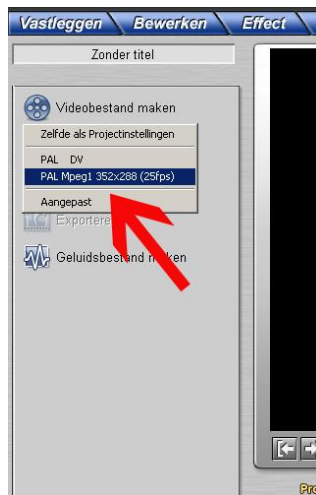 Vastleggen Bewerken Effect
Zonder titel
Videobestand maken
Zelfde als Projectinstellingen
PAL DV
PAL Mpeg1 352x288 (25fps)
Aangepast
Exportere
Geluidsbestand maken
Pro